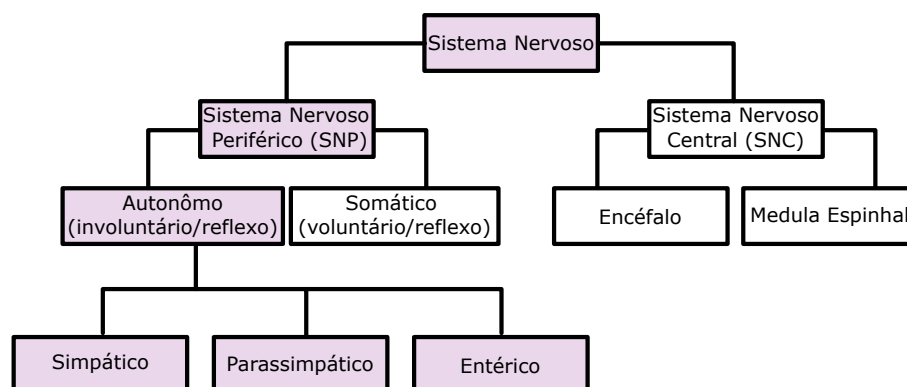 Sistema Nervoso
Sistema Nervoso
Periférico (SNP)
Sistema Nervoso
Central (SNC)
Autonômo
(involuntário/reflexo)
Somático
(voluntário/reflexo)
Encéfalo
Medula Espinhal
Simpático
Parassimpático
Entérico